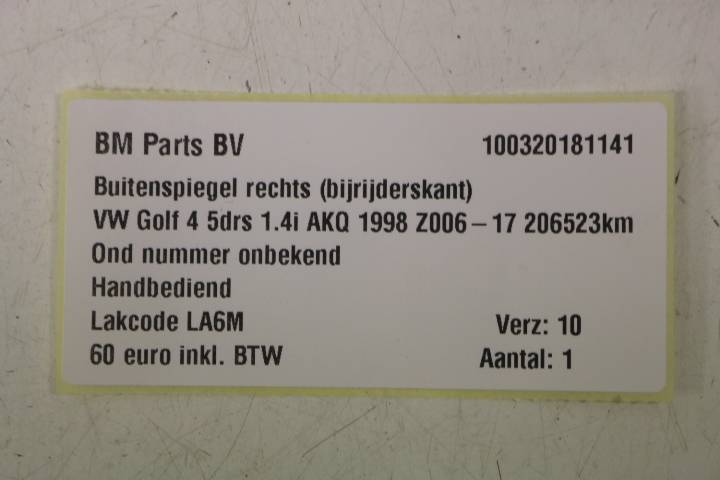 BM Parts BV 100320181141
Buitenspiegel rechts (bijrijderskant)
VW Golf 4 5drs 1.4i AKQ 1998 Z006-17 206523km
Ond nummer onbekend
Handbediend
Lakcode LA6M Verz: 10
60 euro inkl. BTW Aantal: 1